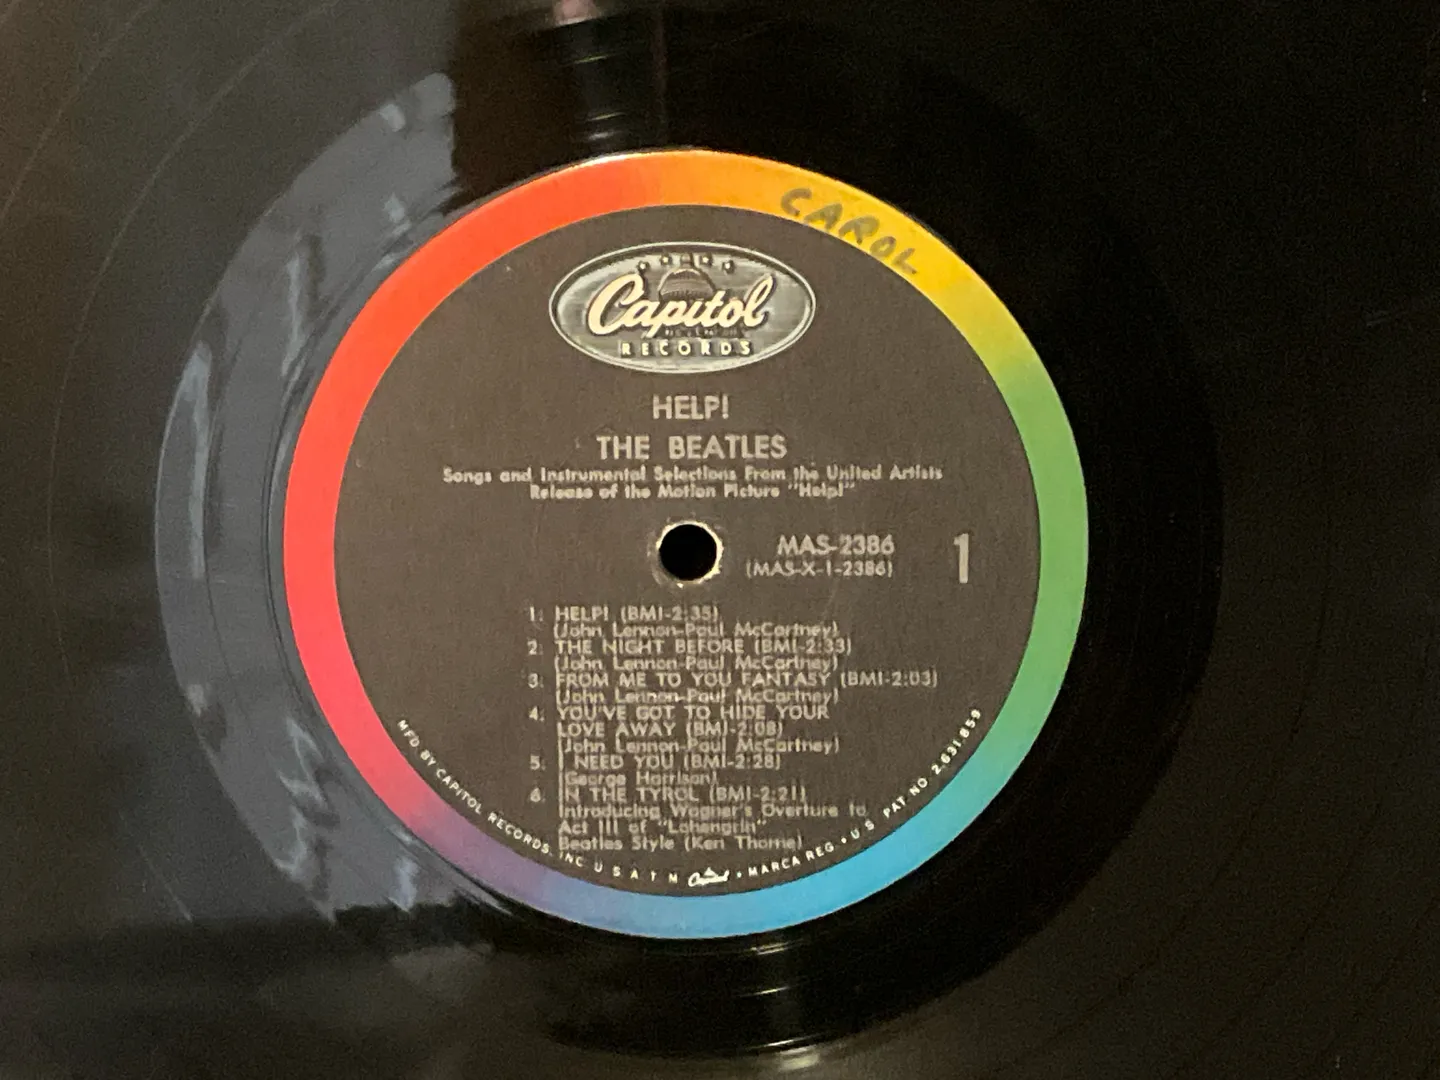 CAROL
Capitol
RECORDS
HELP!
THE BEATLES
Songs and Instrumental Selections From the United Artists
Release of the Motion Picture "Help!"
MAS-2386
(MAS-X-1-2386)
1
1. HELP! (BMI-2:35)
(John Lennon-Paul McCartney)
2. THE NIGHT BEFORE (BMI-2:33)
(John Lennon-Paul McCartney)
3. FROM ME TO YOU FANTASY (BMI-2:03)
(John Lennon-Paul McCartney)
4. YOU'VE GOT TO HIDE YOUR
LOVE AWAY (BMI-2:08)
(John Lennon-Paul McCartney)
5. I NEED YOU (BMI-2:28)
(George Harrison)
6. IN THE TYROL (BMI-2:21)
Introducing Wagner's Overture to
Act III of "Lohengrin"
Beatles Style (Ken Thorne)
MFD. BY CAPITOL RECORDS, INC. U.S.A. T.M. Capitol • MARCA REG. • U.S. PAT. NO. 2,631,859